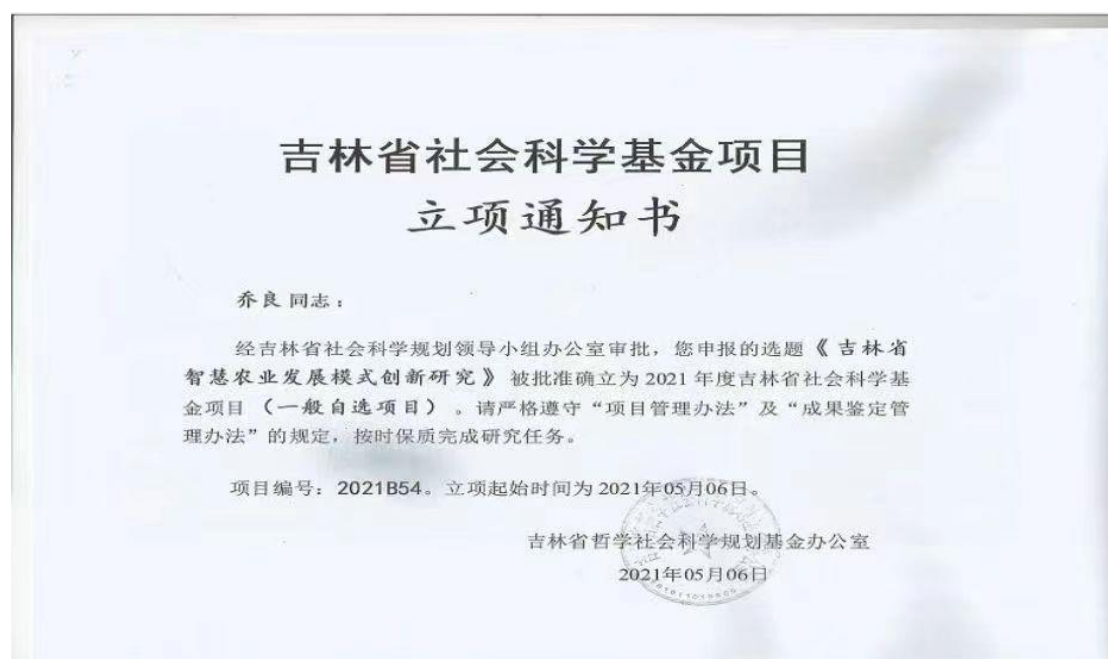 吉林省社会科学基金项目
立项通知书
乔良 同志：
经吉林省社会科学规划领导小组办公室审批，您申报的选题《吉林省
智慧农业发展模式创新研究》被批准确立为 2021 年度吉林省社会科学基
金项目（一般自选项目）。请严格遵守“项目管理办法”及“成果鉴定管
理办法”的规定，按时保质完成研究任务。
项目编号：2021B54。立项起始时间为 2021年05月06日。
吉林省哲学社会科学规划基金办公室
2021年05月06日